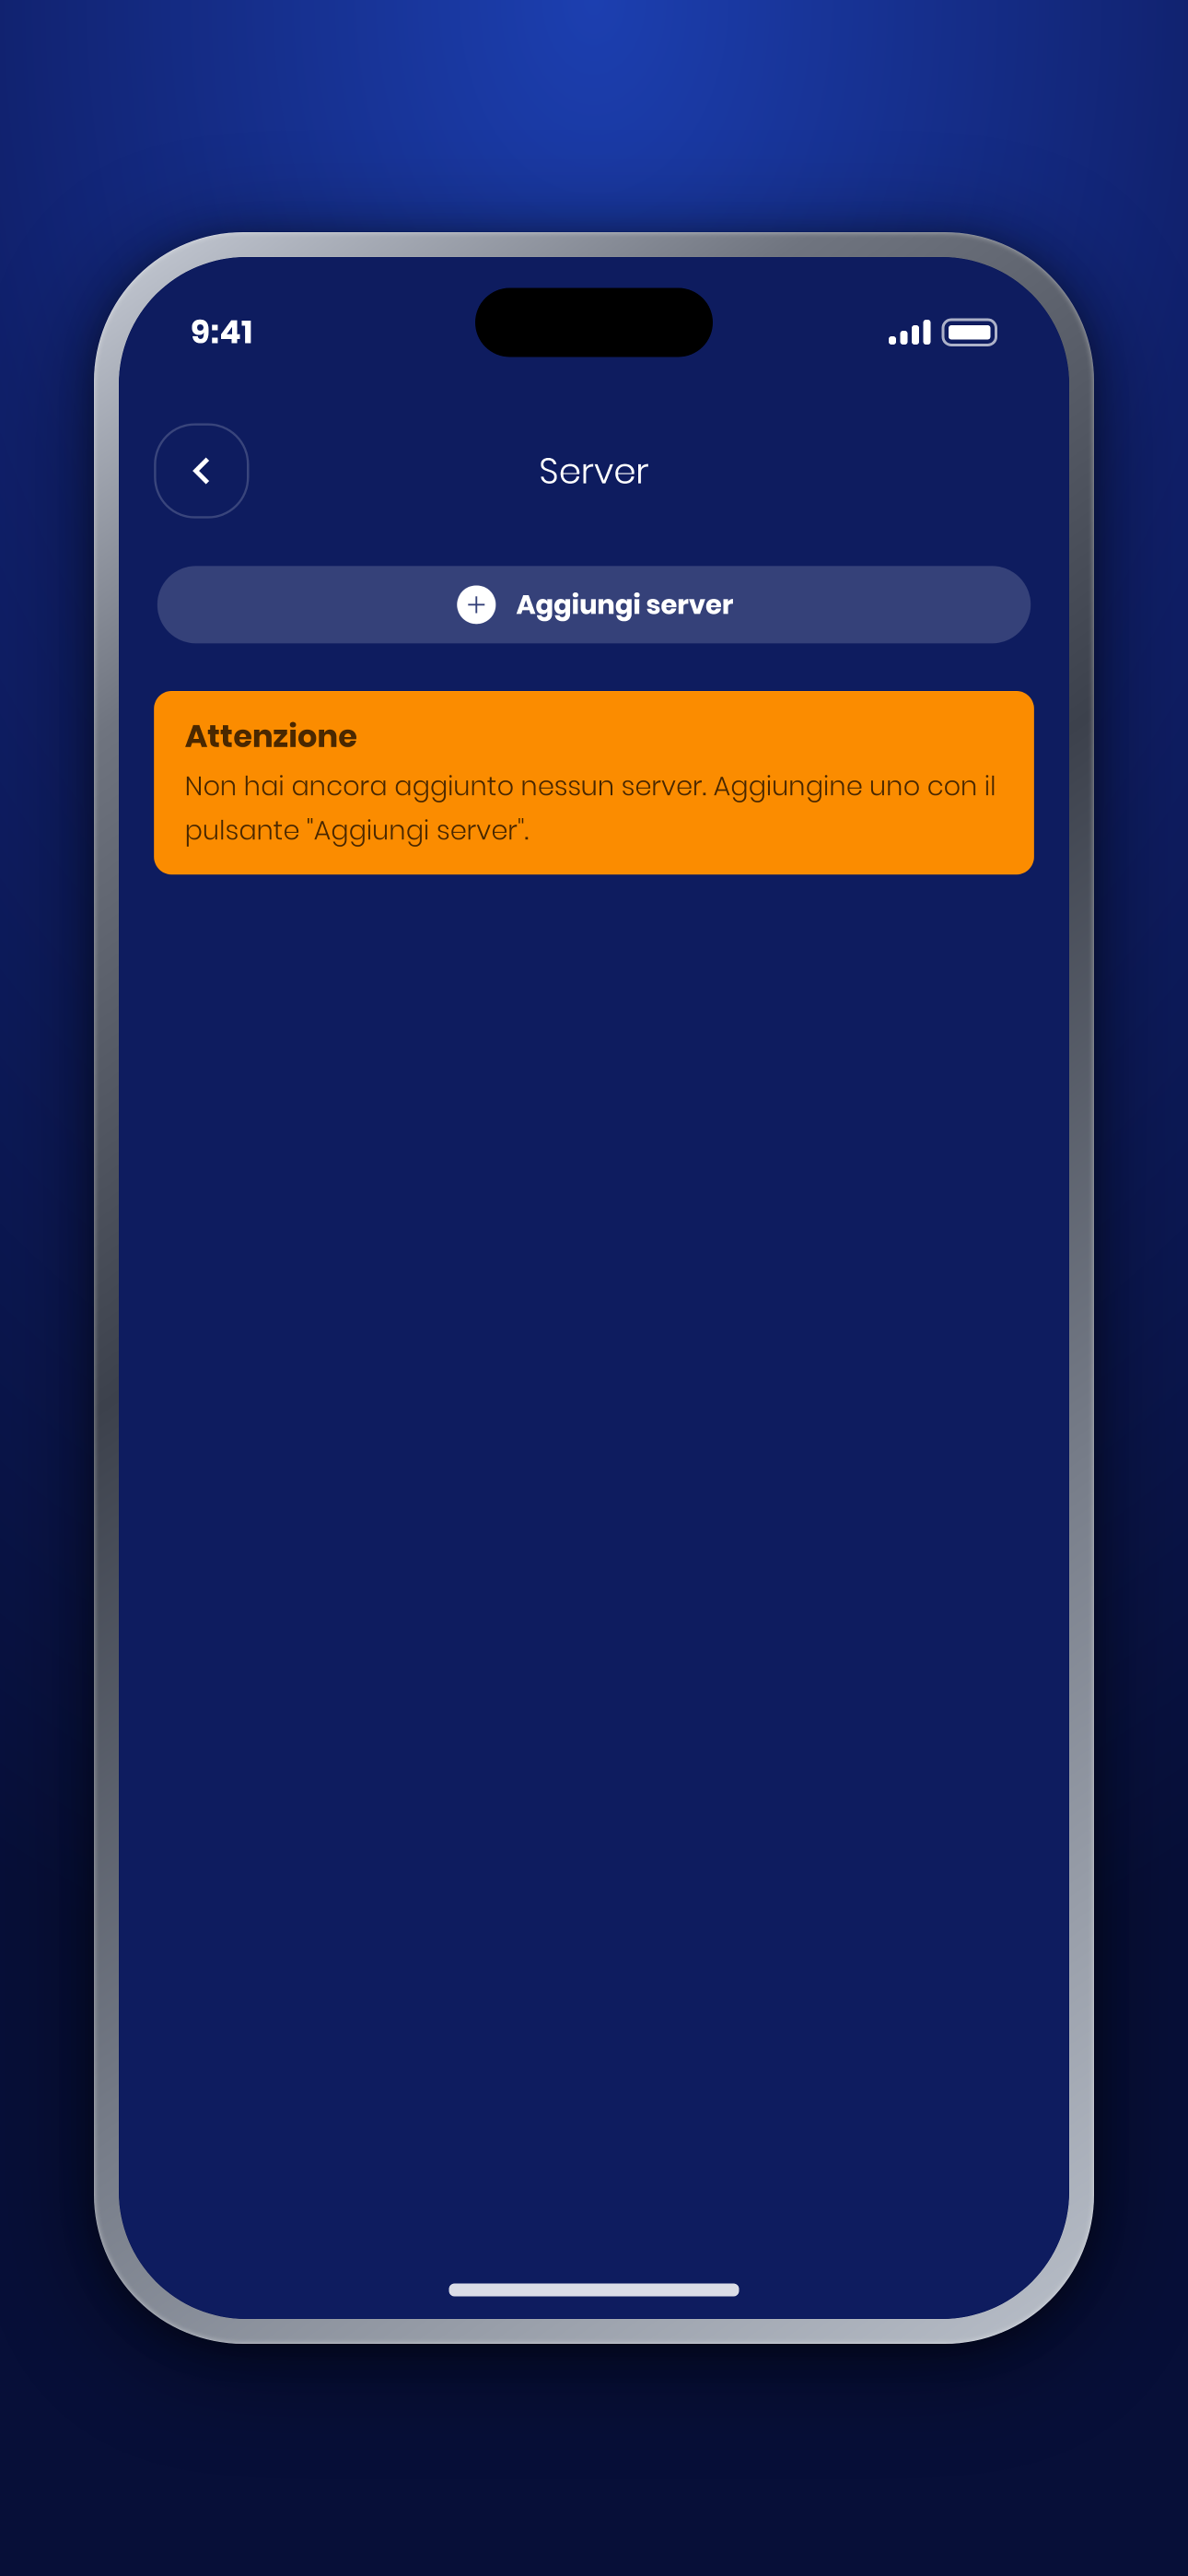 9:41
Server
Aggiungi server
Attenzione
Non hai ancora aggiunto nessun server. Aggiungine uno con il
pulsante "Aggiungi server".